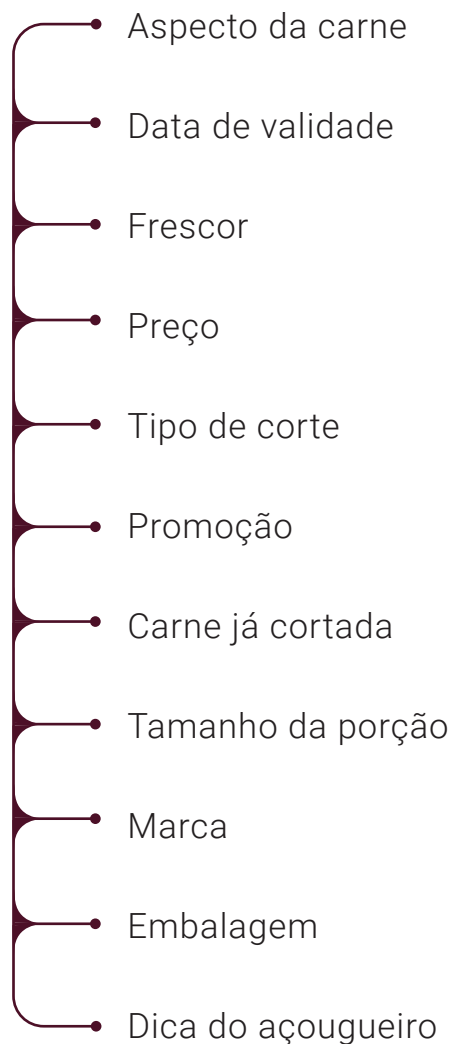 Aspecto da carne
Data de validade
Frescor
Preço
Tipo de corte
Promoção
Carne já cortada
Tamanho da porção
Marca
Embalagem
Dica do açougueiro